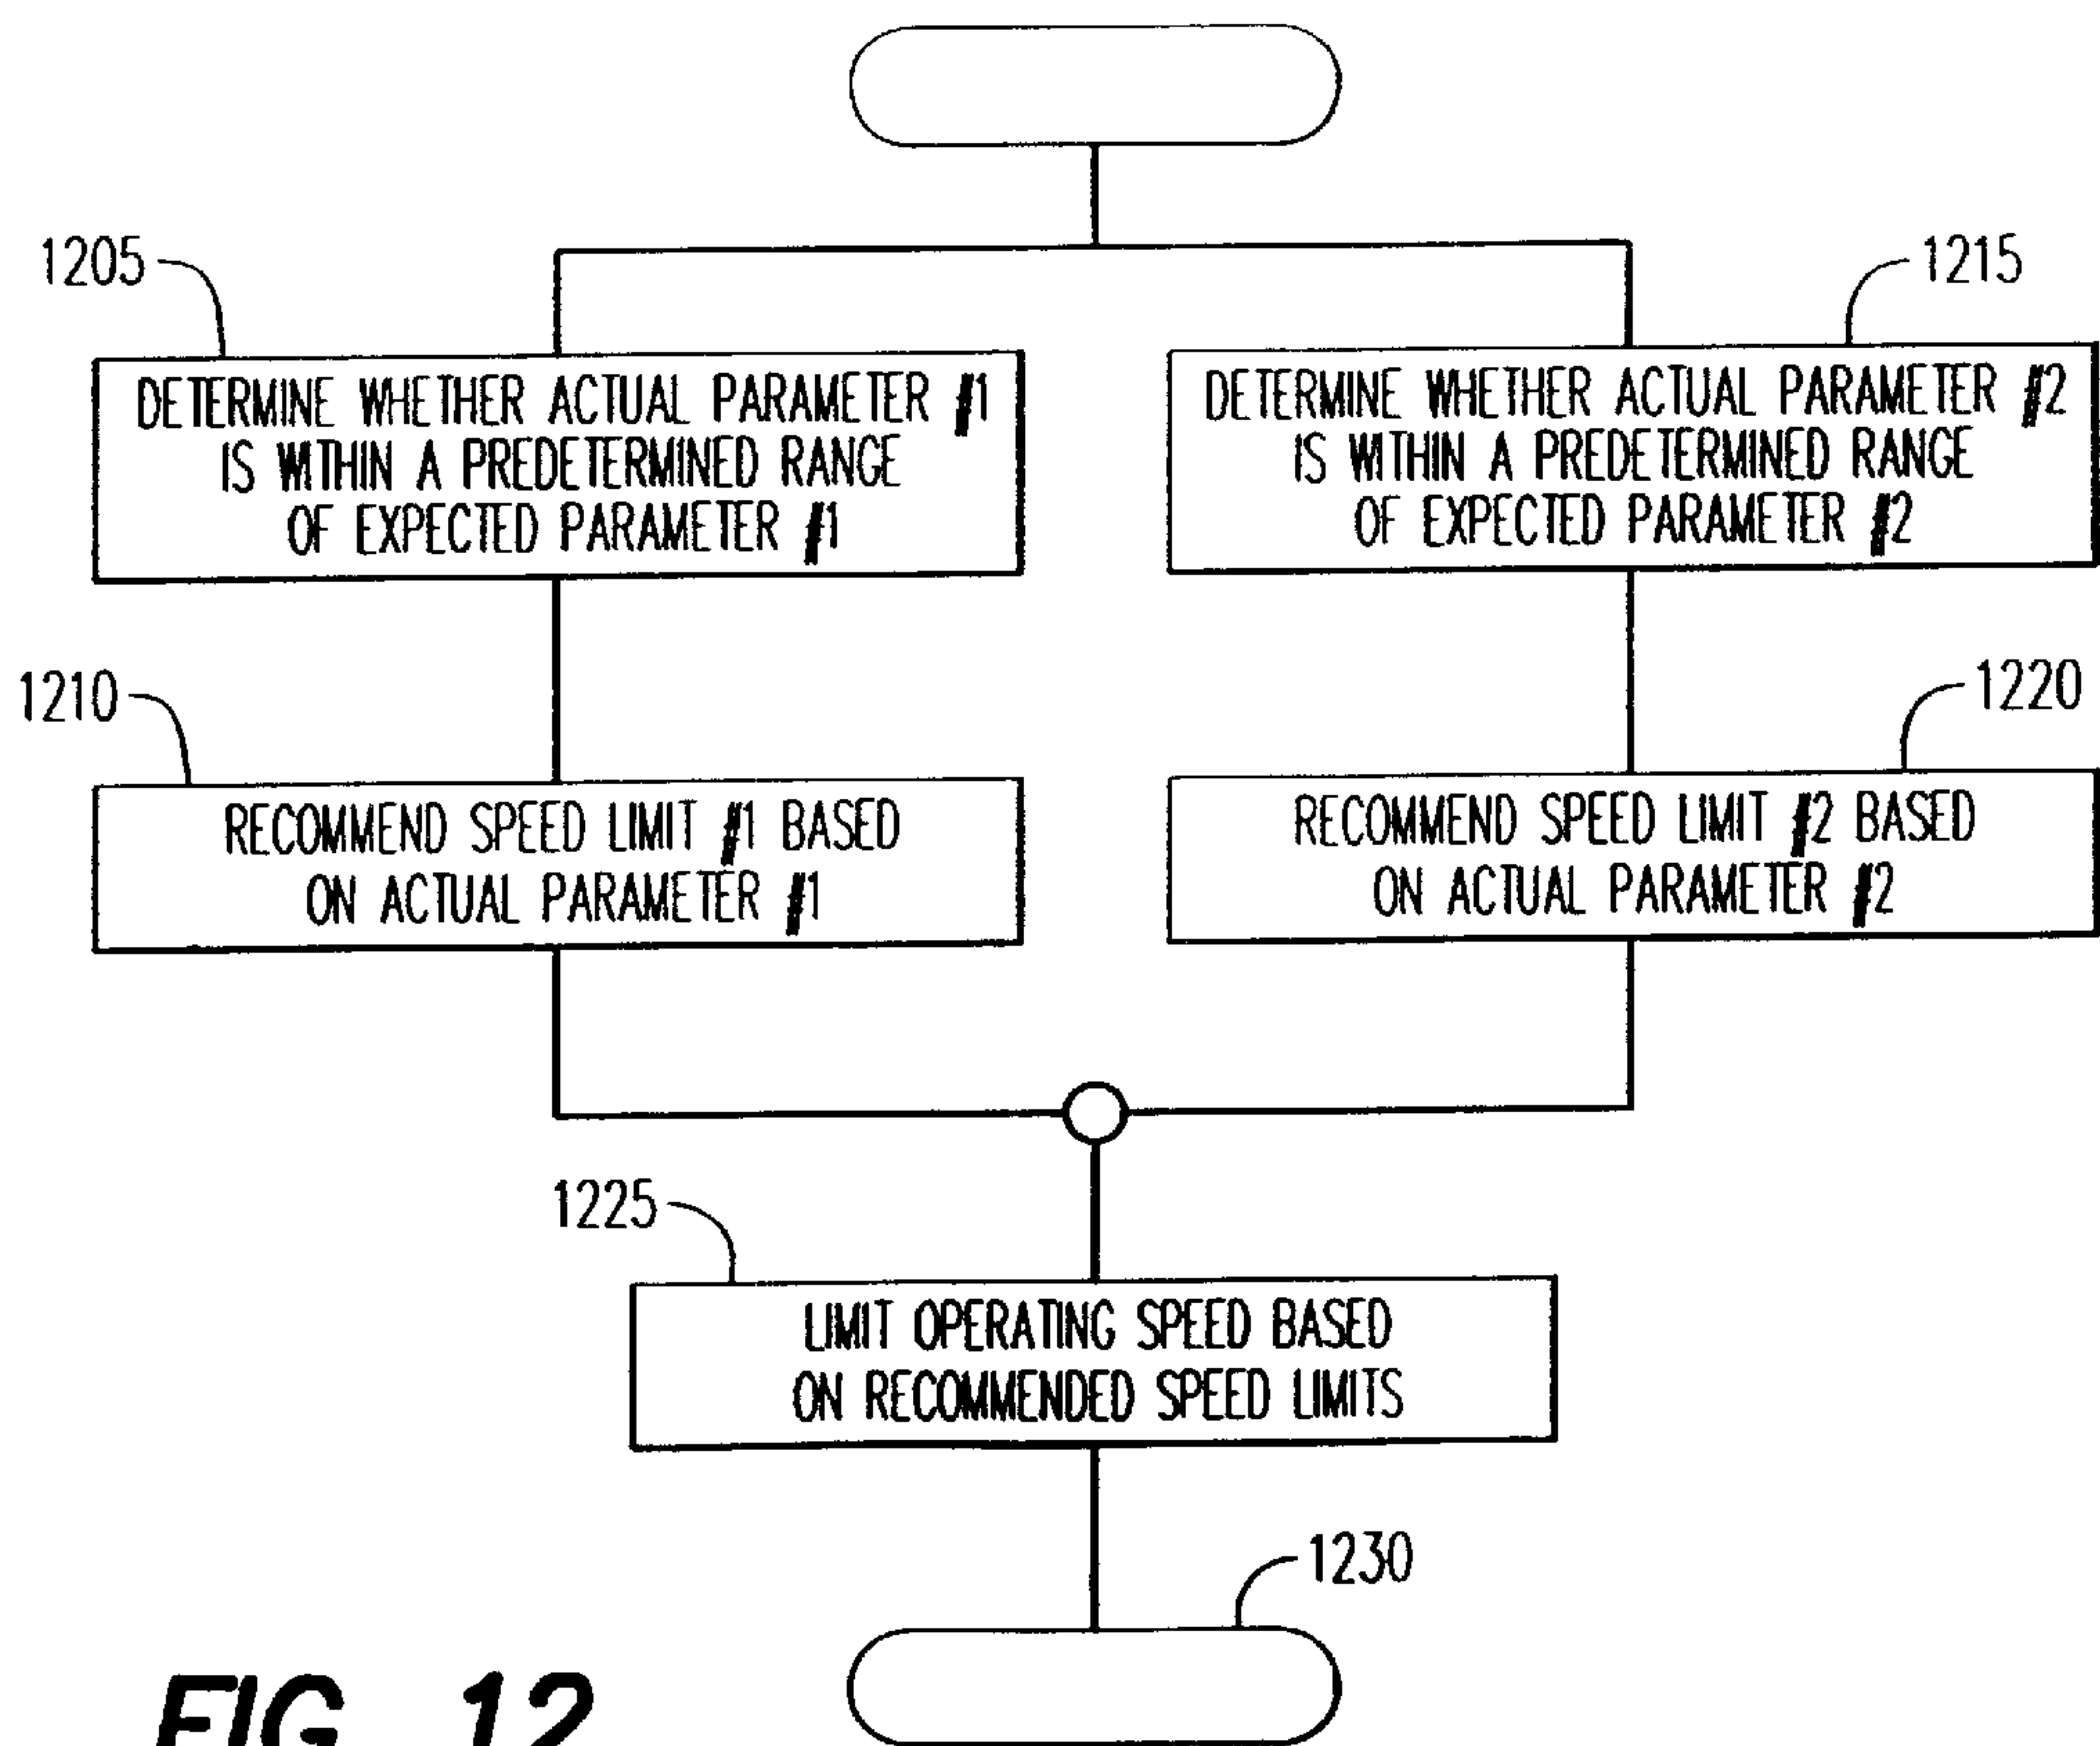 1205
DETERMINE WHETHER ACTUAL PARAMETER #1
IS WITHIN A PREDETERMINED RANGE
OF EXPECTED PARAMETER #1
1215
DETERMINE WHETHER ACTUAL PARAMETER #2
IS WITHIN A PREDETERMINED RANGE
OF EXPECTED PARAMETER #2
1210
RECOMMEND SPEED LIMIT #1 BASED
ON ACTUAL PARAMETER #1
1220
RECOMMEND SPEED LIMIT #2 BASED
ON ACTUAL PARAMETER #2
1225
LIMIT OPERATING SPEED BASED
ON RECOMMENDED SPEED LIMITS
1230
FIG 12